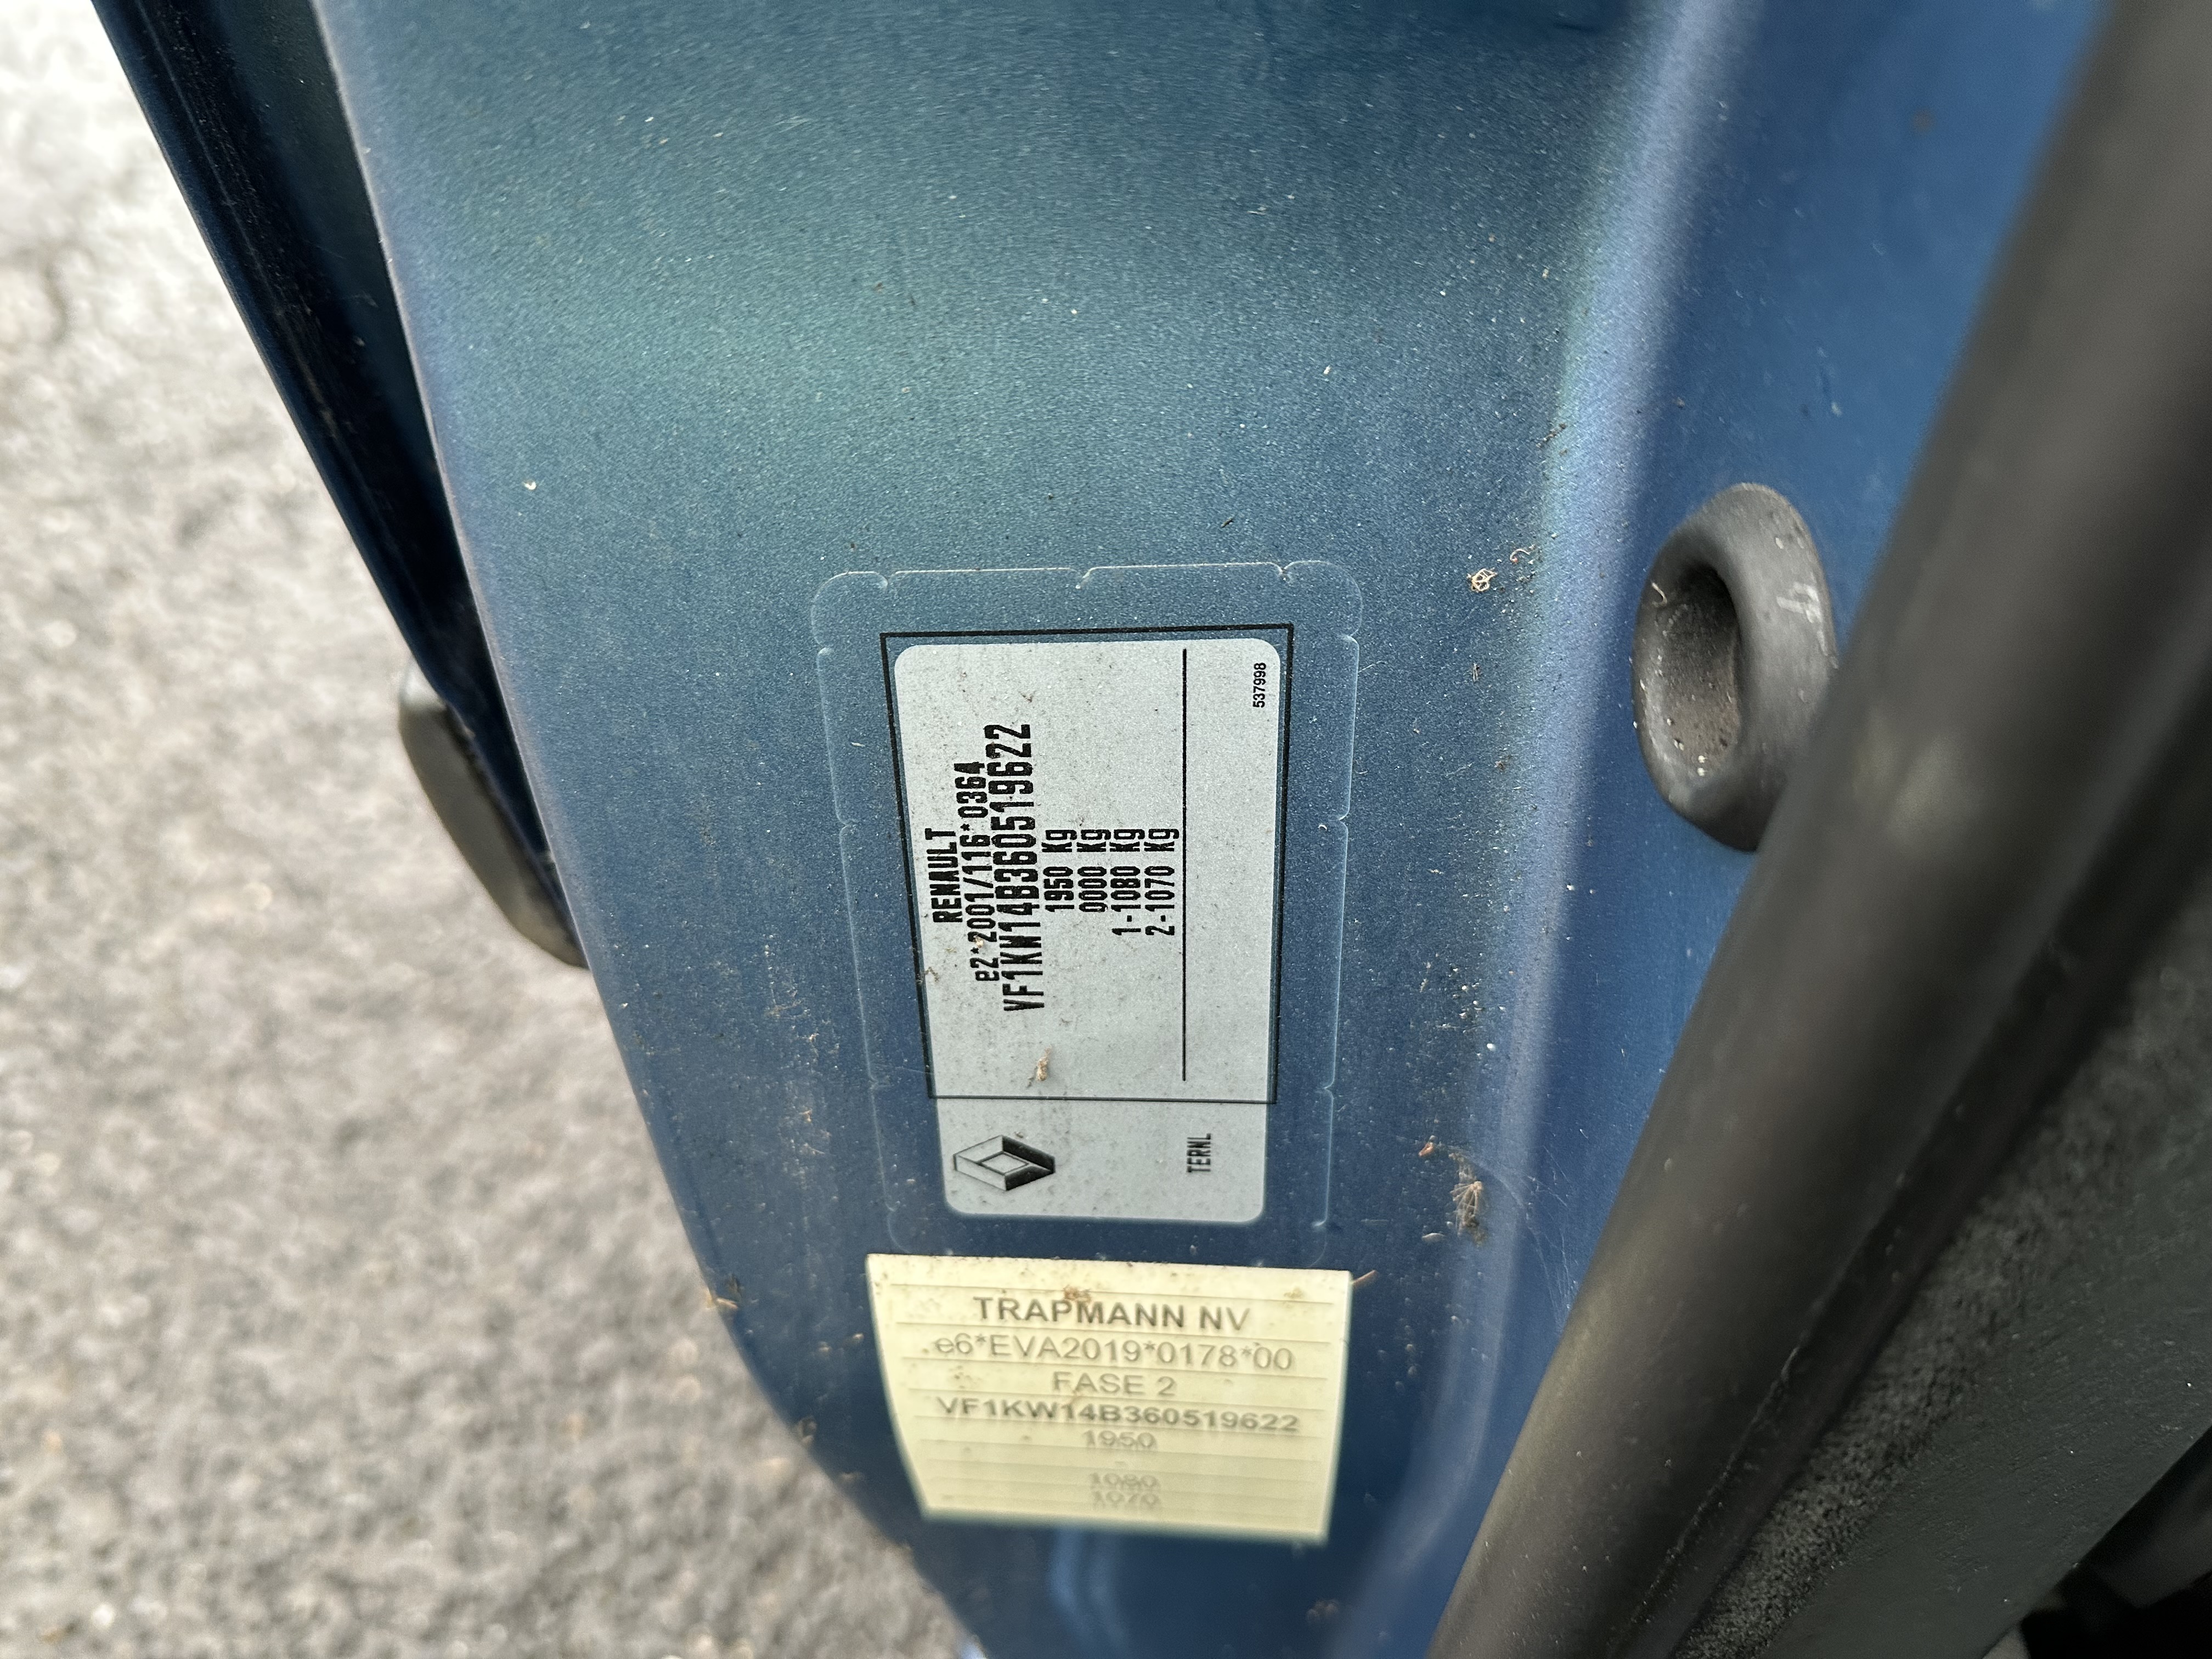 RENAULT
e2*2001/116*0364
VF1KW14B360519622
1950 Kg
0000 Kg
1-1080 Kg
2-1070 Kg
537998
TERNL
TRAPMANN NV
e6*EVA2019*0178*00
FASE 2
VF1KW14B360519622
1950
-
1080
1070